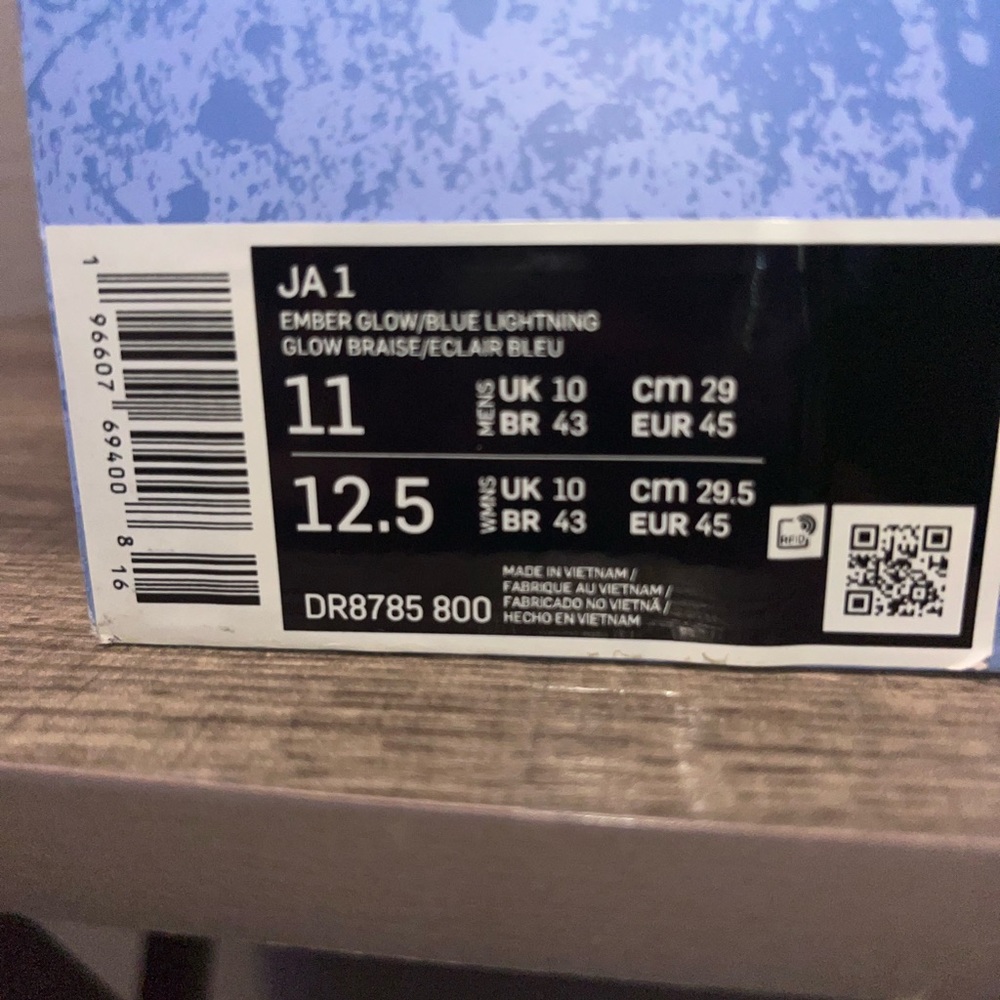 JA 1
EMBER GLOW/BLUE LIGHTNING
GLOW BRAISE/ECLAIR BLEU
11 MENS UK 10 cm 29
BR 43 EUR 45
12.5 WMNS UK 10 cm 29.5
BR 43 EUR 45
DR8785 800
MADE IN VIETNAM /
FABRIQUE AU VIETNAM /
FABRICADO NO VIETNÃ /
HECHO EN VIETNAM
RFID
1 96607 69400 8 16